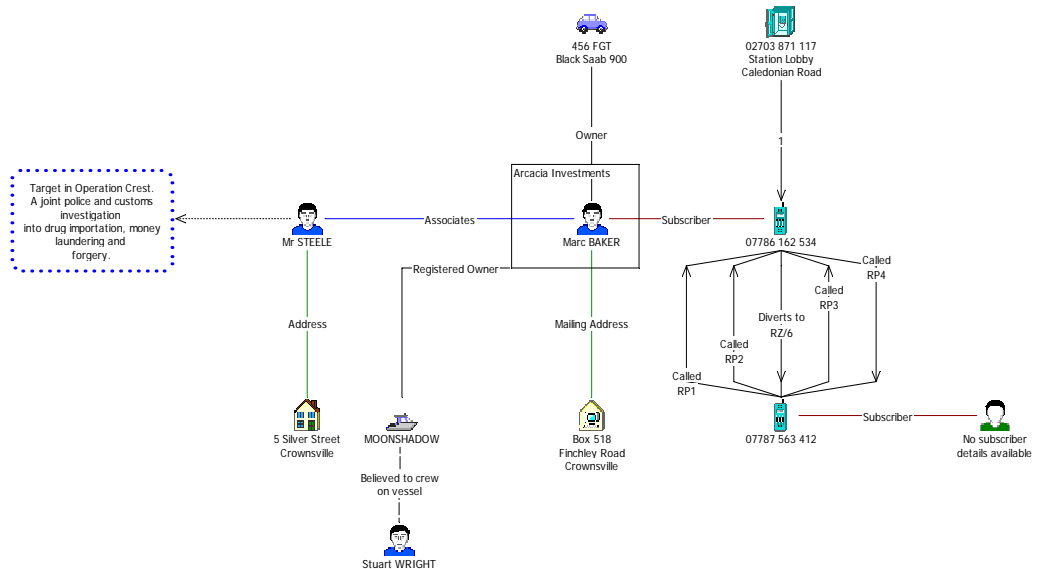 456 FGT
Black Saab 900
02703 871 117
Station Lobby
Caledonian Road
Owner
1
Target in Operation Crest.
A joint police and customs
investigation
into drug importation, money
laundering and
forgery.
Arcacia Investments
Mr STEELE
Associates
Marc BAKER
Subscriber
07786 162 534
Registered Owner
Address
Mailing Address
Called
RP1
Called
RP2
Diverts to
RZ/6
Called
RP3
Called
RP4
5 Silver Street
Crownsville
MOONSHADOW
Box 518
Finchley Road
Crownsville
07787 563 412
Subscriber
No subscriber
details available
Believed to crew
on vessel
Stuart WRIGHT